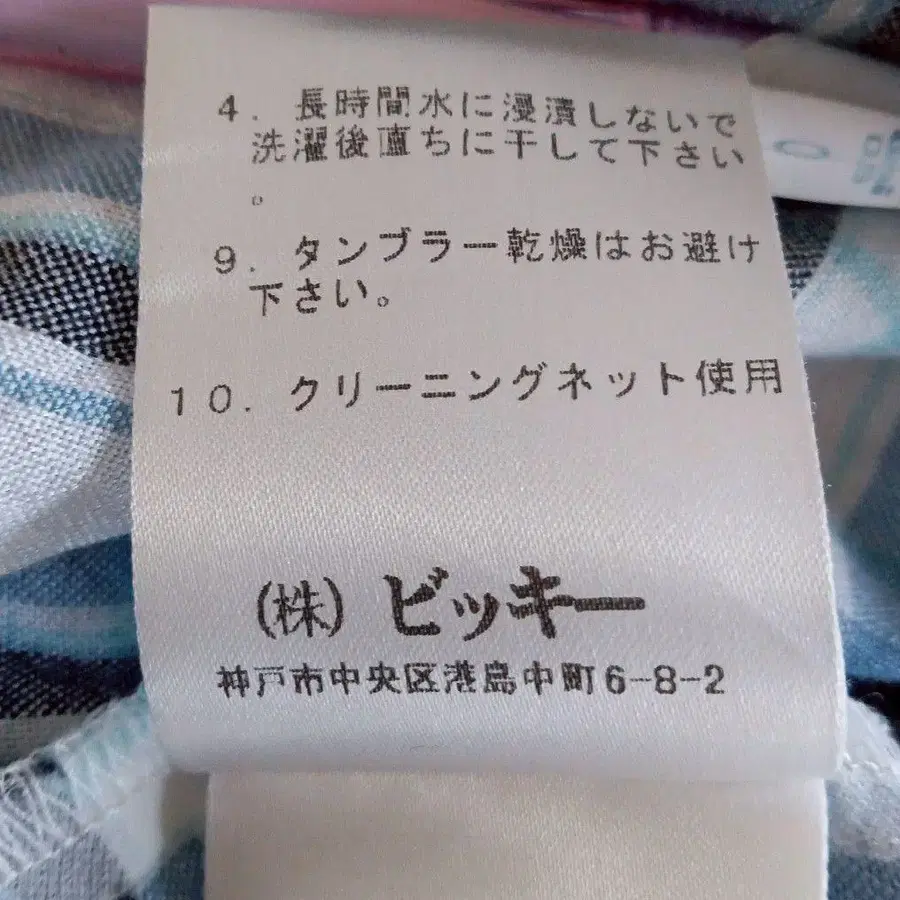 4. 長時間水に浸漬しないで
洗濯後直ちに干して下さい
。
9. タンブラー乾燥はお避け
下さい。
10. クリーニングネット使用
(株) ビッキー
神戸市中央区港島中町6-8-2